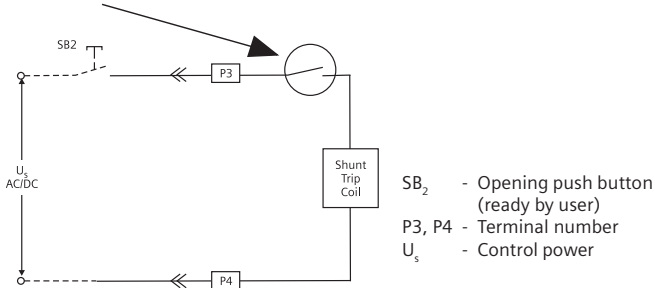 SB2
P3
Us
AC/DC
Shunt
Trip
Coil
P4
SB2 - Opening push button
(ready by user)
P3, P4 - Terminal number
Us - Control power